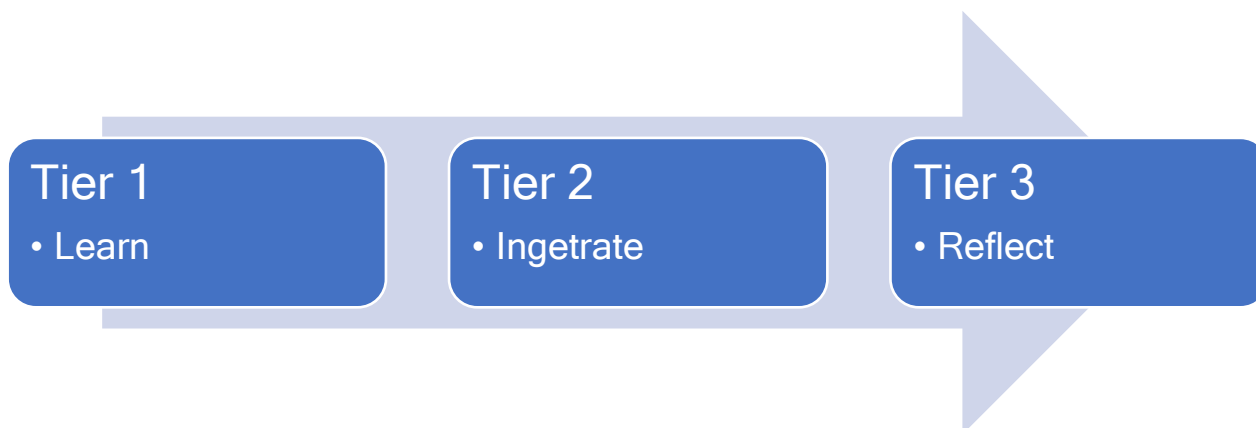 Tier 1
• Learn
Tier 2
• Ingetrate
Tier 3
• Reflect